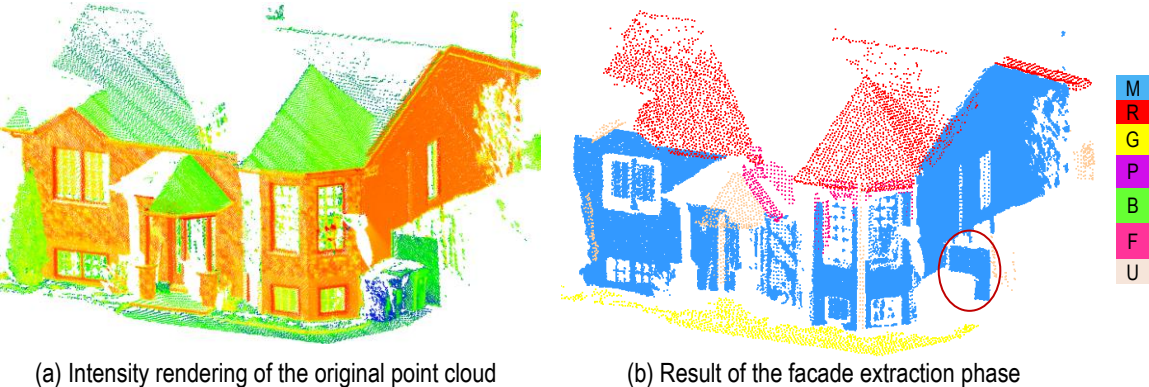 M
R
G
P
B
F
U
(a) Intensity rendering of the original point cloud
(b) Result of the facade extraction phase